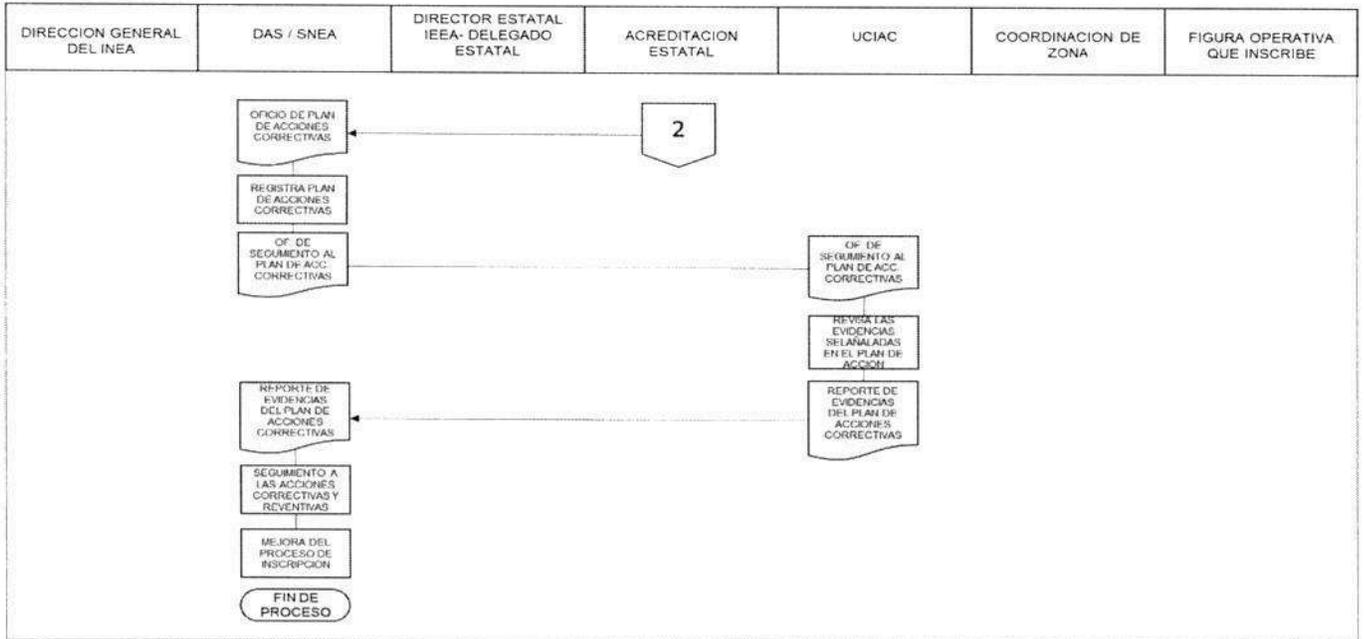 DIRECCION GENERAL
DEL INEA
DAS / SNEA
DIRECTOR ESTATAL
IEEA- DELEGADO
ESTATAL
ACREDITACION
ESTATAL
UCIAC
COORDINACION DE
ZONA
FIGURA OPERATIVA
QUE INSCRIBE
OFICIO DE PLAN
DE ACCIONES
CORRECTIVAS
2
REGISTRA PLAN
DE ACCIONES
CORRECTIVAS
OF. DE
SEGUMIENTO AL
PLAN DE ACC.
CORRECTIVAS
OF. DE
SEGUMIENTO AL
PLAN DE ACC.
CORRECTIVAS
REVISA LAS
EVIDENCIAS
SELAÑALADAS
EN EL PLAN DE
ACCION
REPORTE DE
EVIDENCIAS
DEL PLAN DE
ACCIONES
CORRECTIVAS
REPORTE DE
EVIDENCIAS
DEL PLAN DE
ACCIONES
CORRECTIVAS
SEGUIMIENTO A
LAS ACCIONES
CORRECTIVAS Y
REVENTIVAS
MEJORA DEL
PROCESO DE
INSCRIPCION
FIN DE
PROCESO